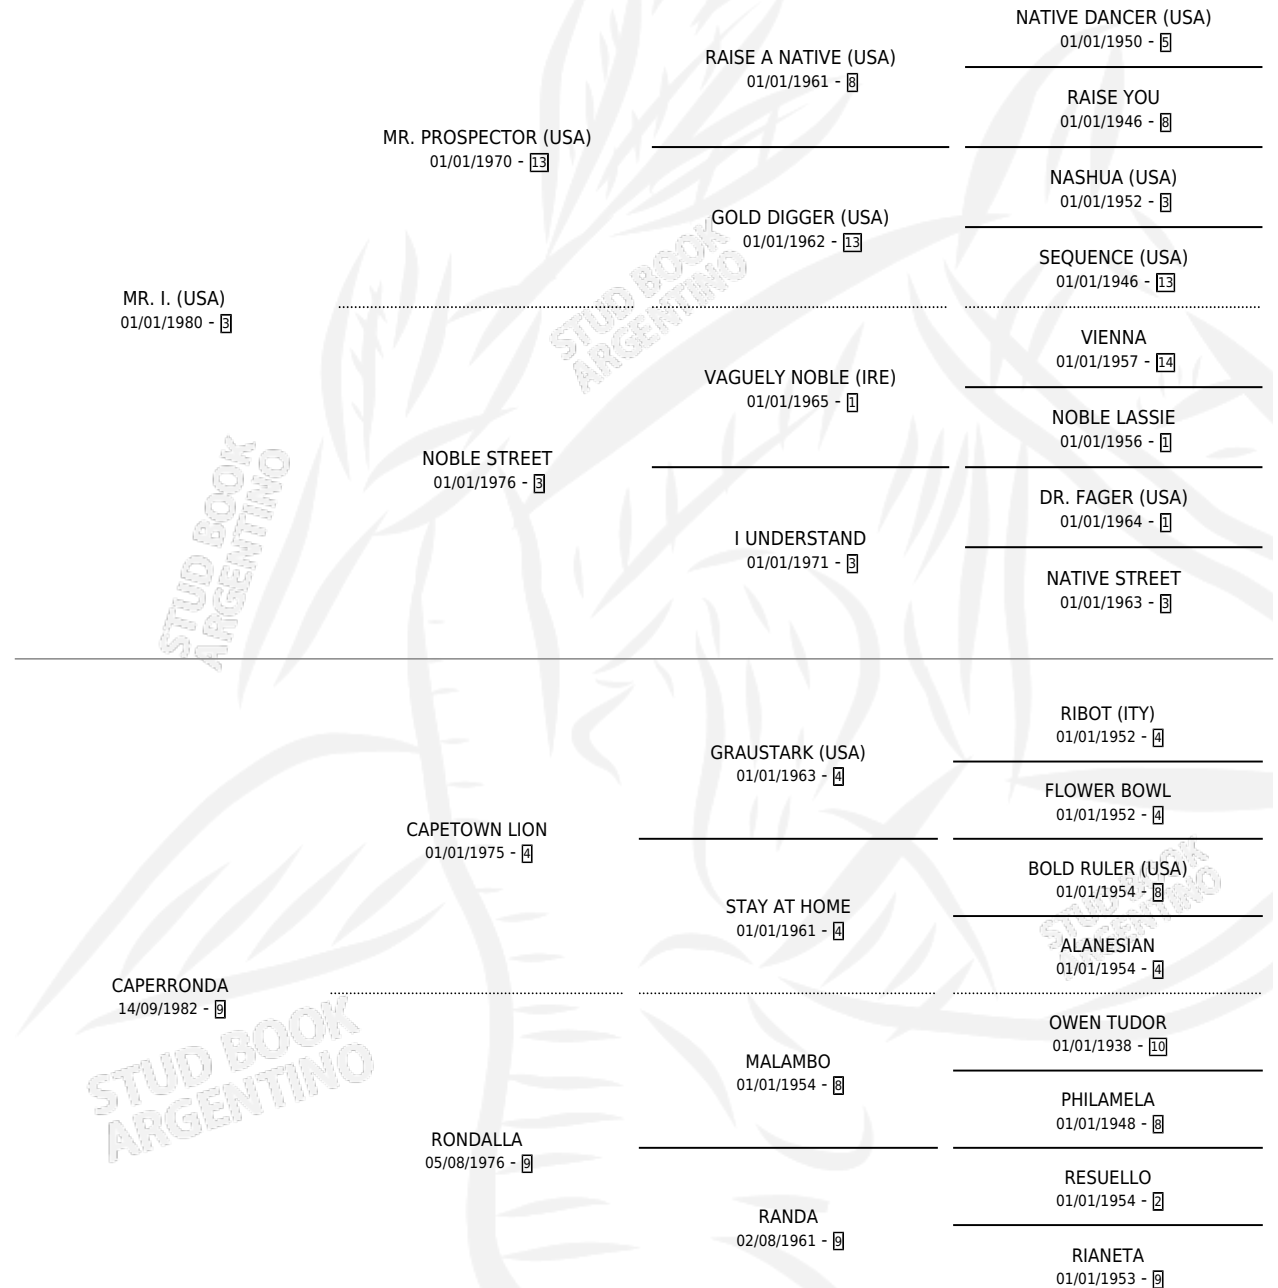 NATIVE DANCER (USA)
01/01/1950 - 5
RAISE A NATIVE (USA)
01/01/1961 - 8
RAISE YOU
01/01/1946 - 8
MR. PROSPECTOR (USA)
01/01/1970 - 13
NASHUA (USA)
01/01/1952 - 3
GOLD DIGGER (USA)
01/01/1962 - 13
SEQUENCE (USA)
01/01/1946 - 13
MR. I. (USA)
01/01/1980 - 3
VIENNA
01/01/1957 - 14
VAGUELY NOBLE (IRE)
01/01/1965 - 1
NOBLE LASSIE
01/01/1956 - 1
NOBLE STREET
01/01/1976 - 3
DR. FAGER (USA)
01/01/1964 - 1
I UNDERSTAND
01/01/1971 - 3
NATIVE STREET
01/01/1963 - 3
STUD BOOK
ARGENTINO
STUD BOOK
ARGENTINO
RIBOT (ITY)
01/01/1952 - 4
GRAUSTARK (USA)
01/01/1963 - 4
FLOWER BOWL
01/01/1952 - 4
CAPETOWN LION
01/01/1975 - 4
BOLD RULER (USA)
01/01/1954 - 8
STAY AT HOME
01/01/1961 - 4
ALANESIAN
01/01/1954 - 4
STUD BOOK
ARGENTINO
CAPERRONDA
14/09/1982 - 9
OWEN TUDOR
01/01/1938 - 10
MALAMBO
01/01/1954 - 8
PHILAMELA
01/01/1948 - 8
RONDALLA
05/08/1976 - 9
RESUELLO
01/01/1954 - 2
RANDA
02/08/1961 - 9
RIANETA
01/01/1953 - 9
STUD BOOK
ARGENTINO